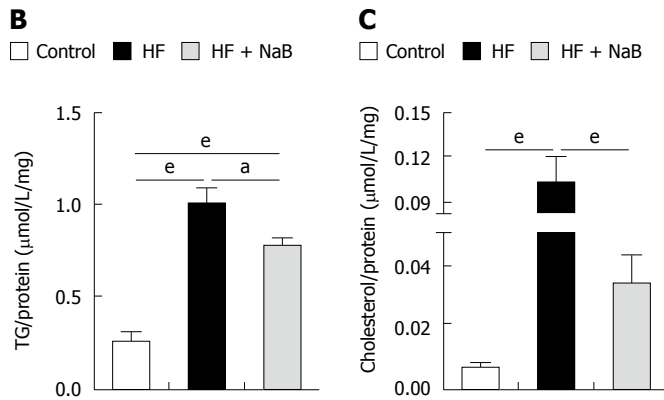 B
Control HF HF + NaB
TG/protein (μmol/L/mg)
1.5
1.0
0.5
0.0
e
e a
C
Control HF HF + NaB
Cholesterol/protein (μmol/L/mg)
0.15
0.12
0.09
0.04
0.02
0.00
e e